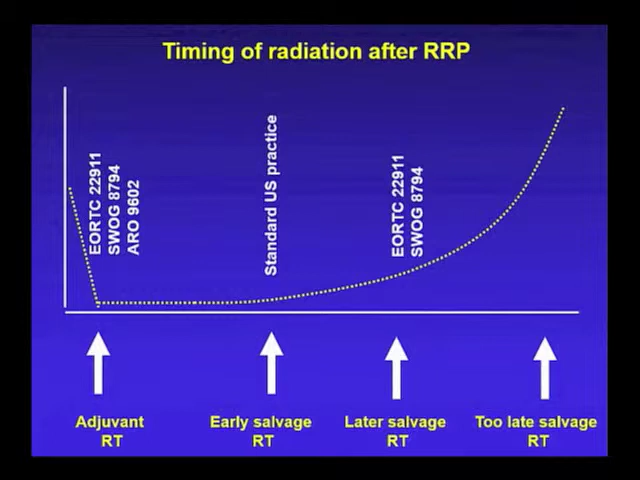 Timing of radiation after RRP
EORTC 22911
SWOG 8794
ARO 9602
Standard US practice
EORTC 22911
SWOG 8794
Adjuvant
RT
Early salvage
RT
Later salvage
RT
Too late salvage
RT